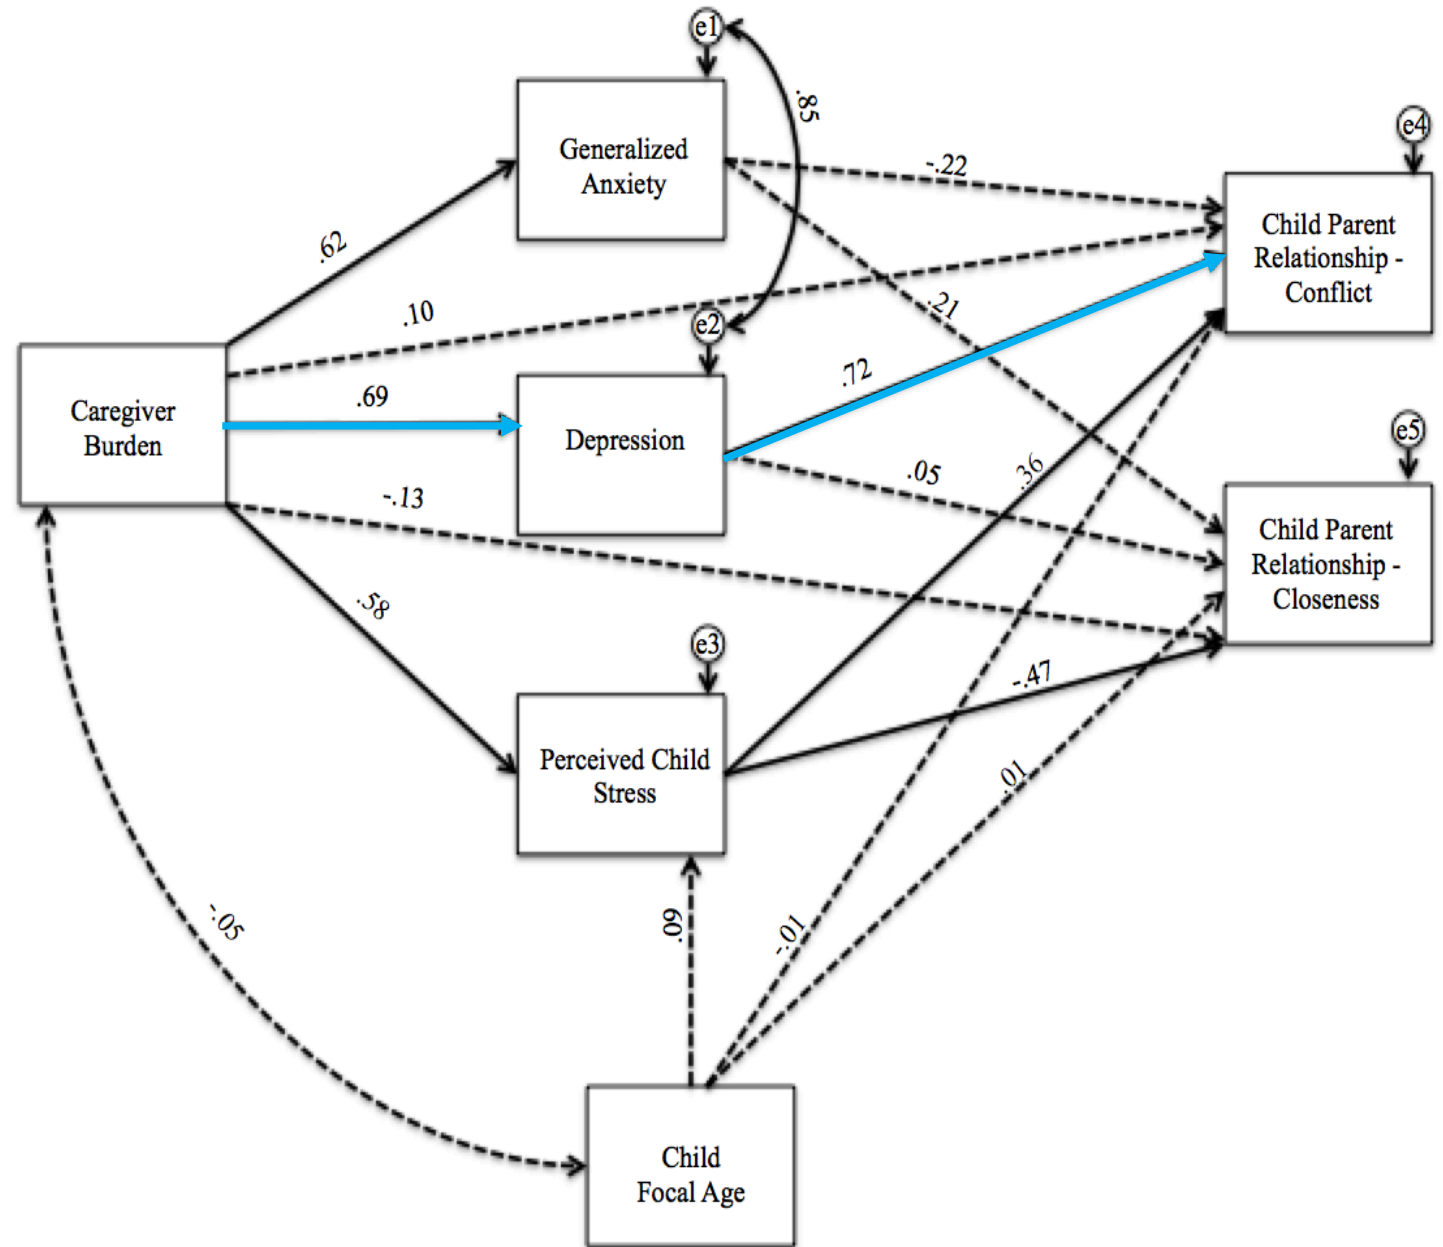 e1
.85
Generalized
Anxiety
e4
-.22
Child Parent
Relationship -
Conflict
.62
.10
.21
e2
.72
Caregiver
Burden
.69
Depression
e5
.05
.36
-.13
Child Parent
Relationship -
Closeness
.58
e3
-.47
Perceived Child
Stress
.01
.09
-.01
-.05
Child
Focal Age